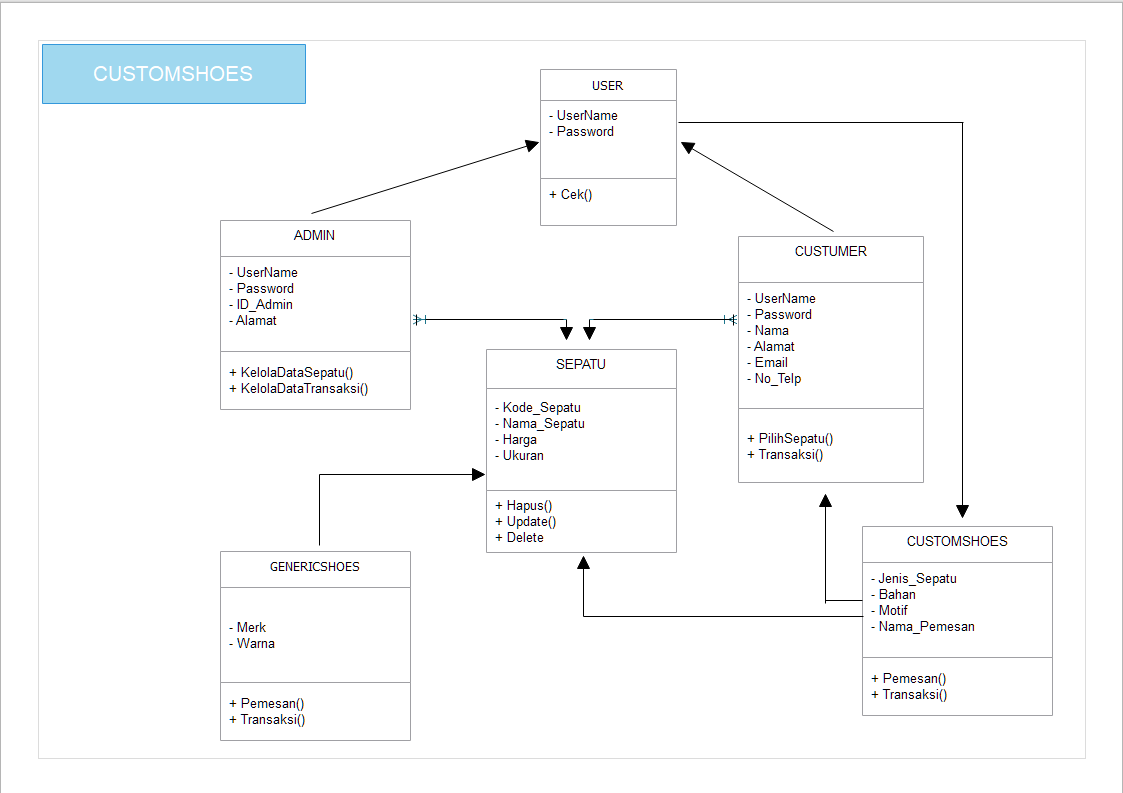 CUSTOMSHOES
USER
- UserName
- Password
+ Cek()
ADMIN
- UserName
- Password
- ID_Admin
- Alamat
+ KelolaDataSepatu()
+ KelolaDataTransaksi()
CUSTUMER
- UserName
- Password
- Nama
- Alamat
- Email
- No_Telp
+ PilihSepatu()
+ Transaksi()
SEPATU
- Kode_Sepatu
- Nama_Sepatu
- Harga
- Ukuran
+ Hapus()
+ Update()
+ Delete
GENERICSHOES
- Merk
- Warna
+ Pemesan()
+ Transaksi()
CUSTOMSHOES
- Jenis_Sepatu
- Bahan
- Motif
- Nama_Pemesan
+ Pemesan()
+ Transaksi()